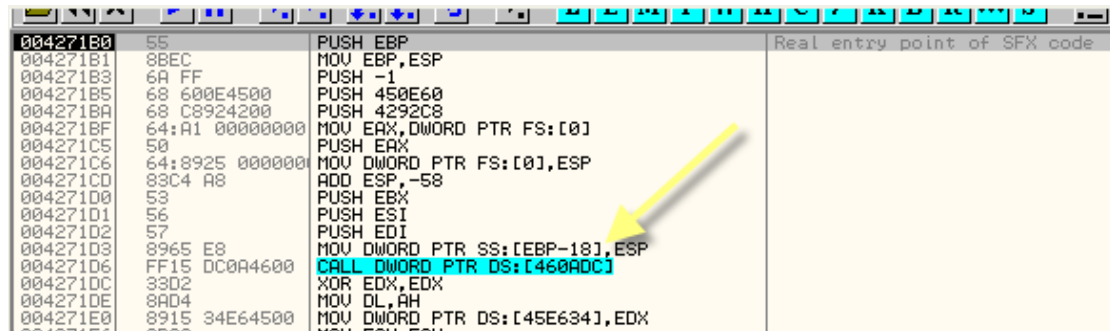 L E M T W H C / K B R ... S
004271B0 55 PUSH EBP Real entry point of SFX code
004271B1 8BEC MOV EBP,ESP
004271B3 6A FF PUSH -1
004271B5 68 600E4500 PUSH 450E60
004271BA 68 C8924200 PUSH 4292C8
004271BF 64:A1 00000000 MOV EAX,DWORD PTR FS:[0]
004271C5 50 PUSH EAX
004271C6 64:8925 0000000 MOV DWORD PTR FS:[0],ESP
004271CD 83C4 A8 ADD ESP,-58
004271D0 53 PUSH EBX
004271D1 56 PUSH ESI
004271D2 57 PUSH EDI
004271D3 8965 E8 MOV DWORD PTR SS:[EBP-18],ESP
004271D6 FF15 DC0A4600 CALL DWORD PTR DS:[460ADC]
004271DC 33D2 XOR EDX,EDX
004271DE 8AD4 MOV DL,AH
004271E0 8915 34E64500 MOV DWORD PTR DS:[45E634],EDX